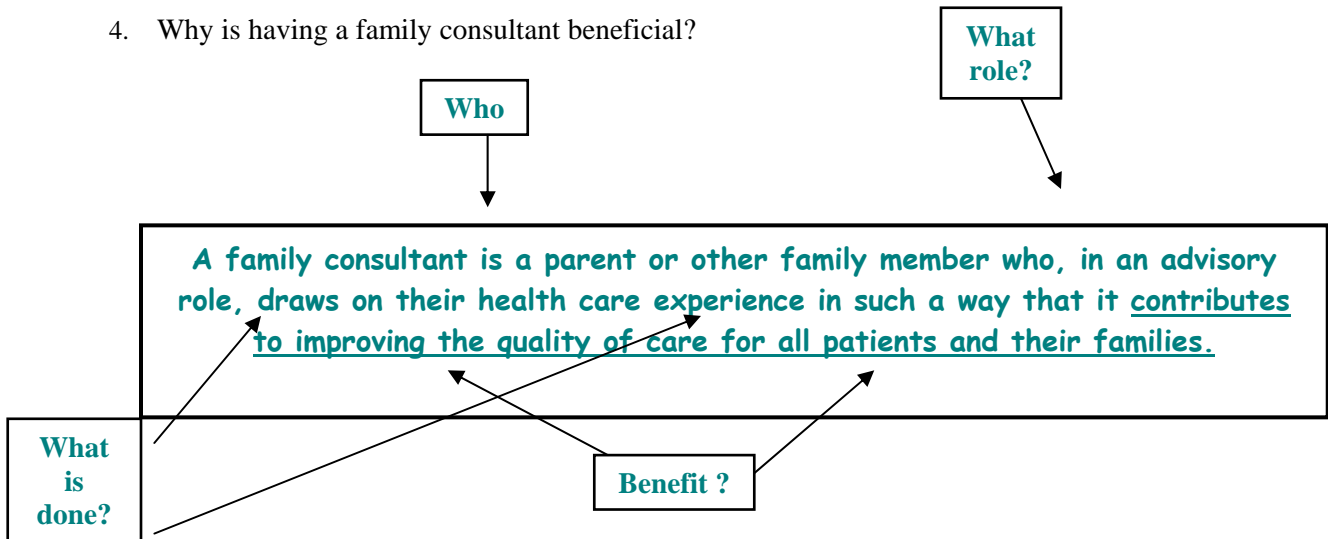 4. Why is having a family consultant beneficial?
What
role?
Who
A family consultant is a parent or other family member who, in an advisory
role, draws on their health care experience in such a way that it contributes
to improving the quality of care for all patients and their families.
What
is
done?
Benefit ?